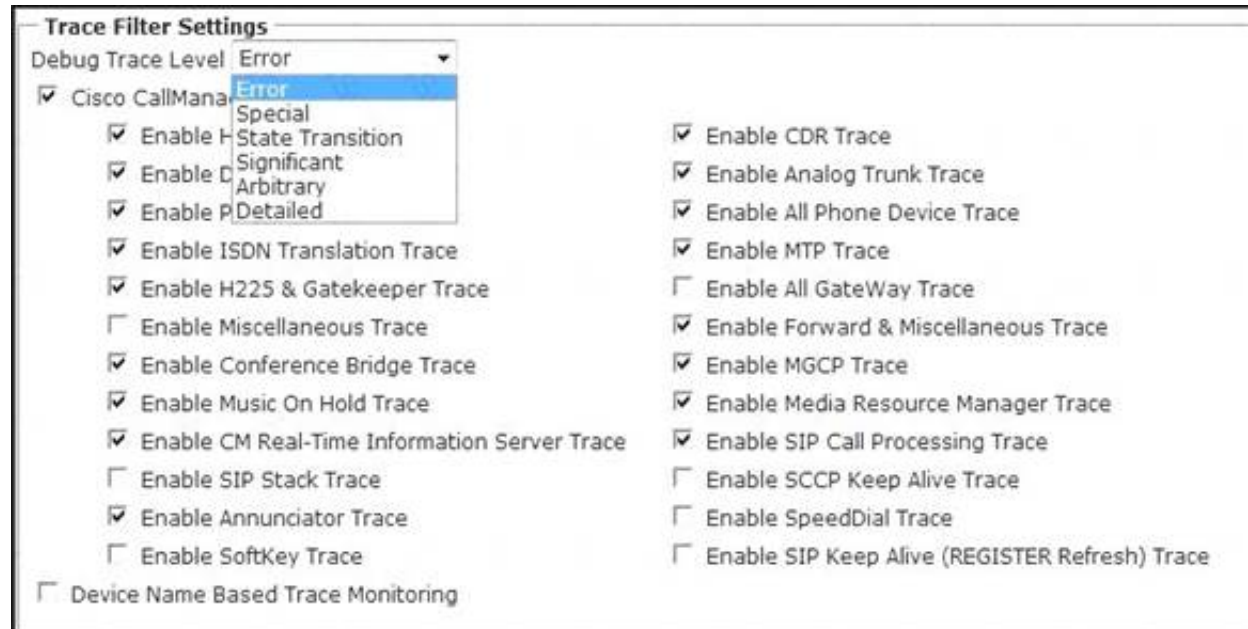 Trace Filter Settings
Debug Trace Level Error
Error
Special
State Transition
Significant
Arbitrary
Detailed
Cisco
Enable
Enable CDR Trace
Enable
Enable Analog Trunk Trace
Enable
Enable All Phone Device Trace
Enable ISDN Translation Trace
Enable MTP Trace
Enable H225 & Gatekeeper Trace
Enable All GateWay Trace
Enable Miscellaneous Trace
Enable Forward & Miscellaneous Trace
Enable Conference Bridge Trace
Enable MGCP Trace
Enable Music On Hold Trace
Enable Media Resource Manager Trace
Enable CM Real-Time Information Server Trace
Enable SIP Call Processing Trace
Enable SIP Stack Trace
Enable SCCP Keep Alive Trace
Enable Annunciator Trace
Enable SpeedDial Trace
Enable SoftKey Trace
Enable SIP Keep Alive (REGISTER Refresh) Trace
Device Name Based Trace Monitoring